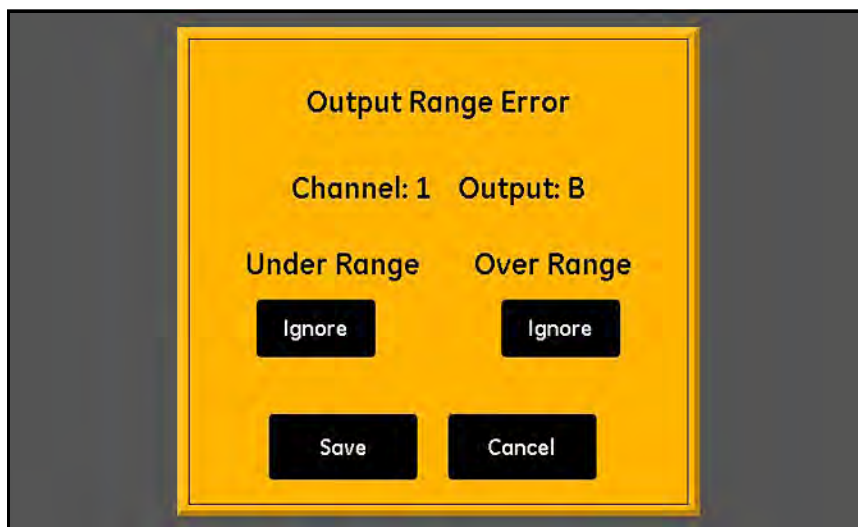 Output Range Error
Channel: 1 Output: B
Under Range Over Range
Ignore Ignore
Save Cancel